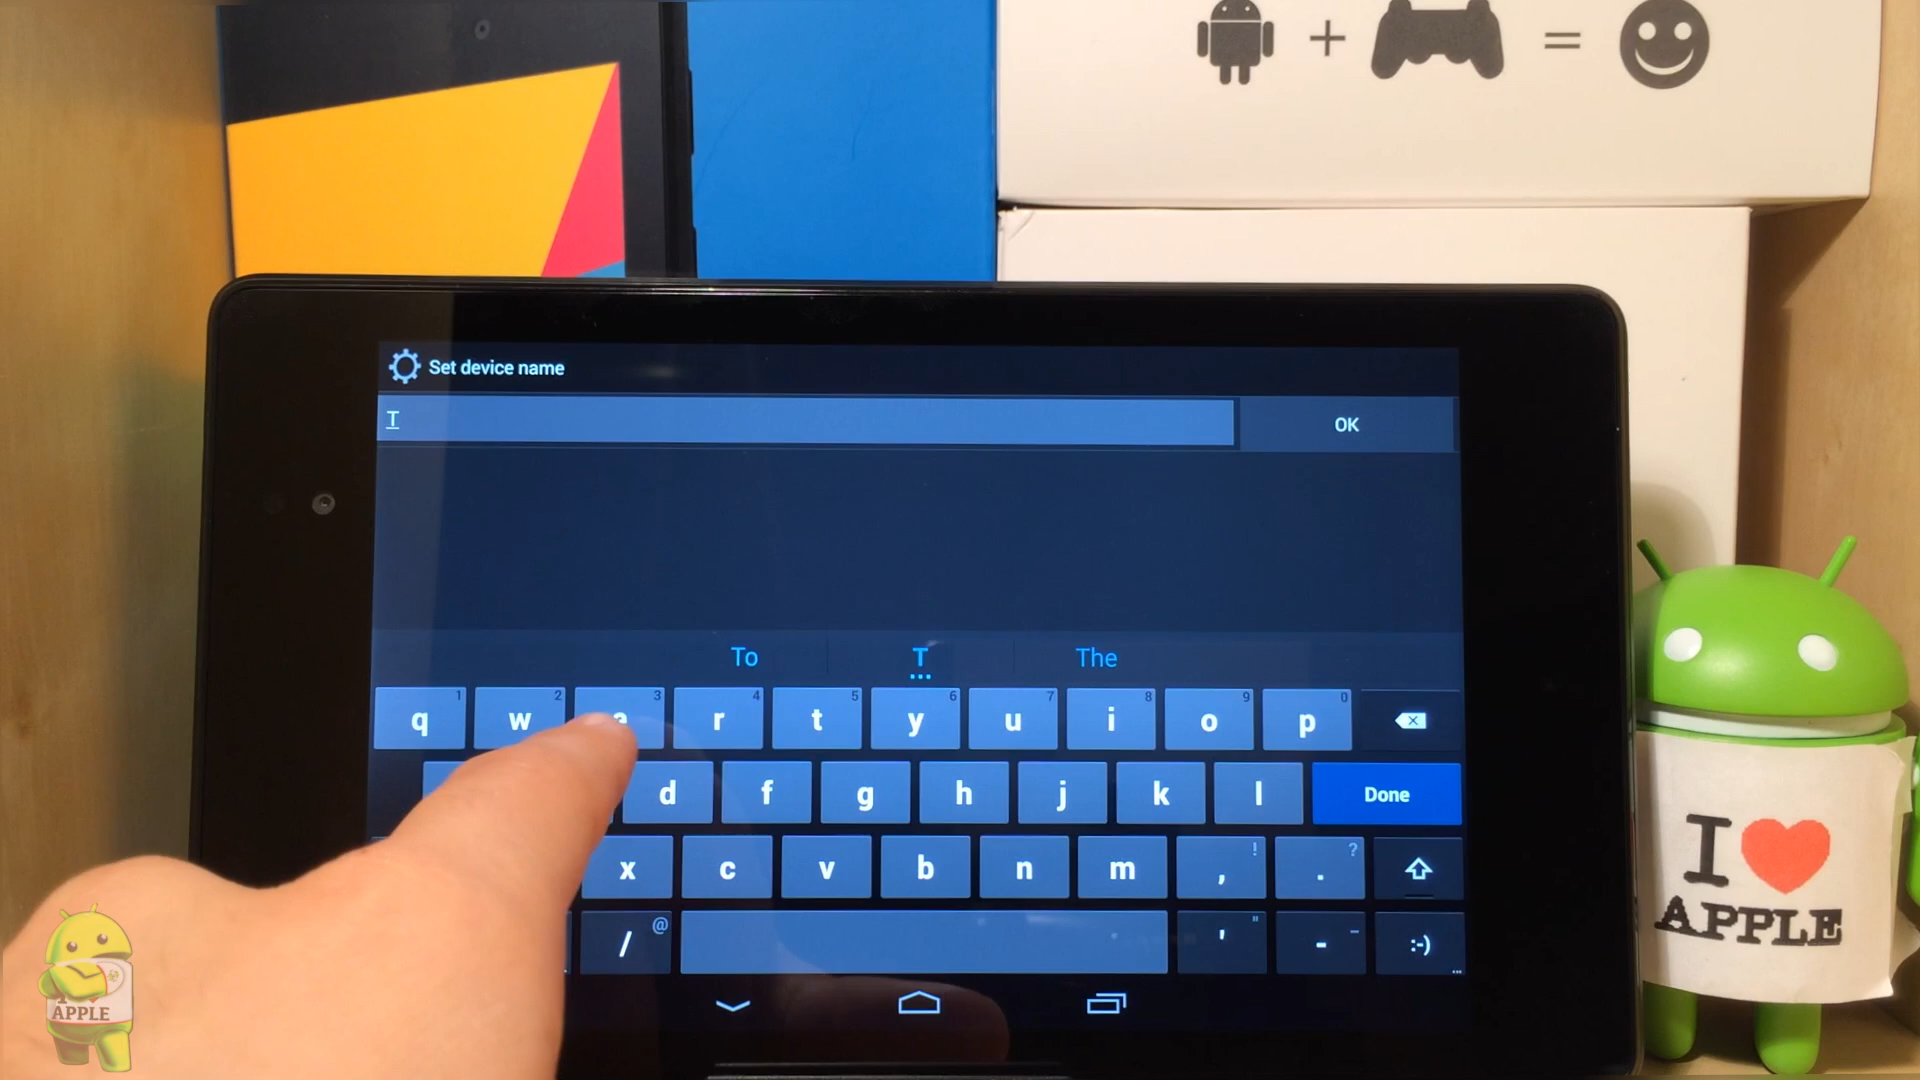 + =
Set device name
T OK
To T The
1 2 3 4 5 6 7 8 9 0
q w e r t y u i o p
d f g h j k l Done
! ?
x c v b n m , .
@ " _
/ ' - :-)
I
APPLE
APPLE